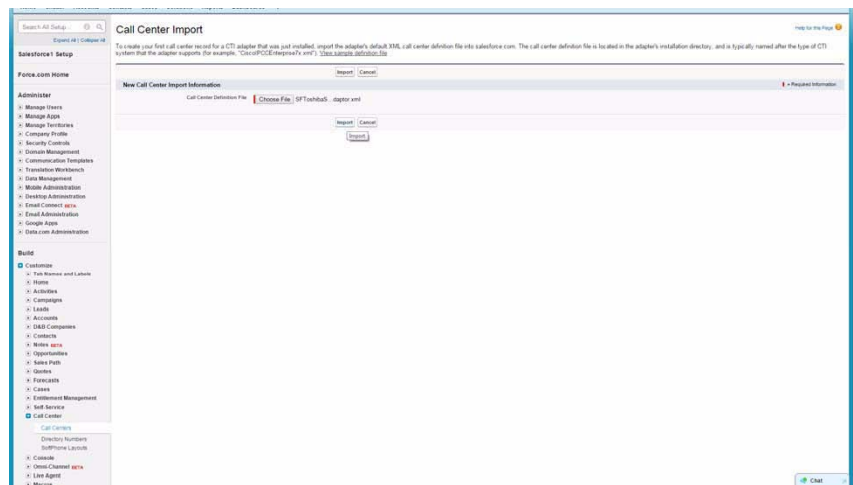 Search All Setup...
Expand All | Collapse All
Salesforce1 Setup
Force.com Home
Administer
Manage Users
Manage Apps
Manage Territories
Company Profile
Security Controls
Domain Management
Communication Templates
Translation Workbench
Data Management
Mobile Administration
Desktop Administration
Email Connect BETA
Email Administration
Google Apps
Data.com Administration
Build
Customize
Tab Names and Labels
Home
Activities
Campaigns
Leads
Accounts
D&B Companies
Contacts
Notes BETA
Opportunities
Sales Path
Quotes
Forecasts
Cases
Entitlement Management
Self-Service
Call Center
Call Centers
Directory Numbers
SoftPhone Layouts
Console
Omni-Channel BETA
Live Agent
Call Center Import
Help for this Page
To create your first call center record for a CTI adapter that was just installed, import the adapter's default XML call center definition file into salesforce.com. The call center definition file is located in the adapter's installation directory, and is typically named after the type of CTI
system that the adapter supports (for example, "CiscoIPCCEnterprise7x.xml"). View sample definition file
Import Cancel
New Call Center Import Information
= Required Information
Call Center Definition File Choose File SFToshibaS...daptor.xml
Import Cancel
Import
Chat